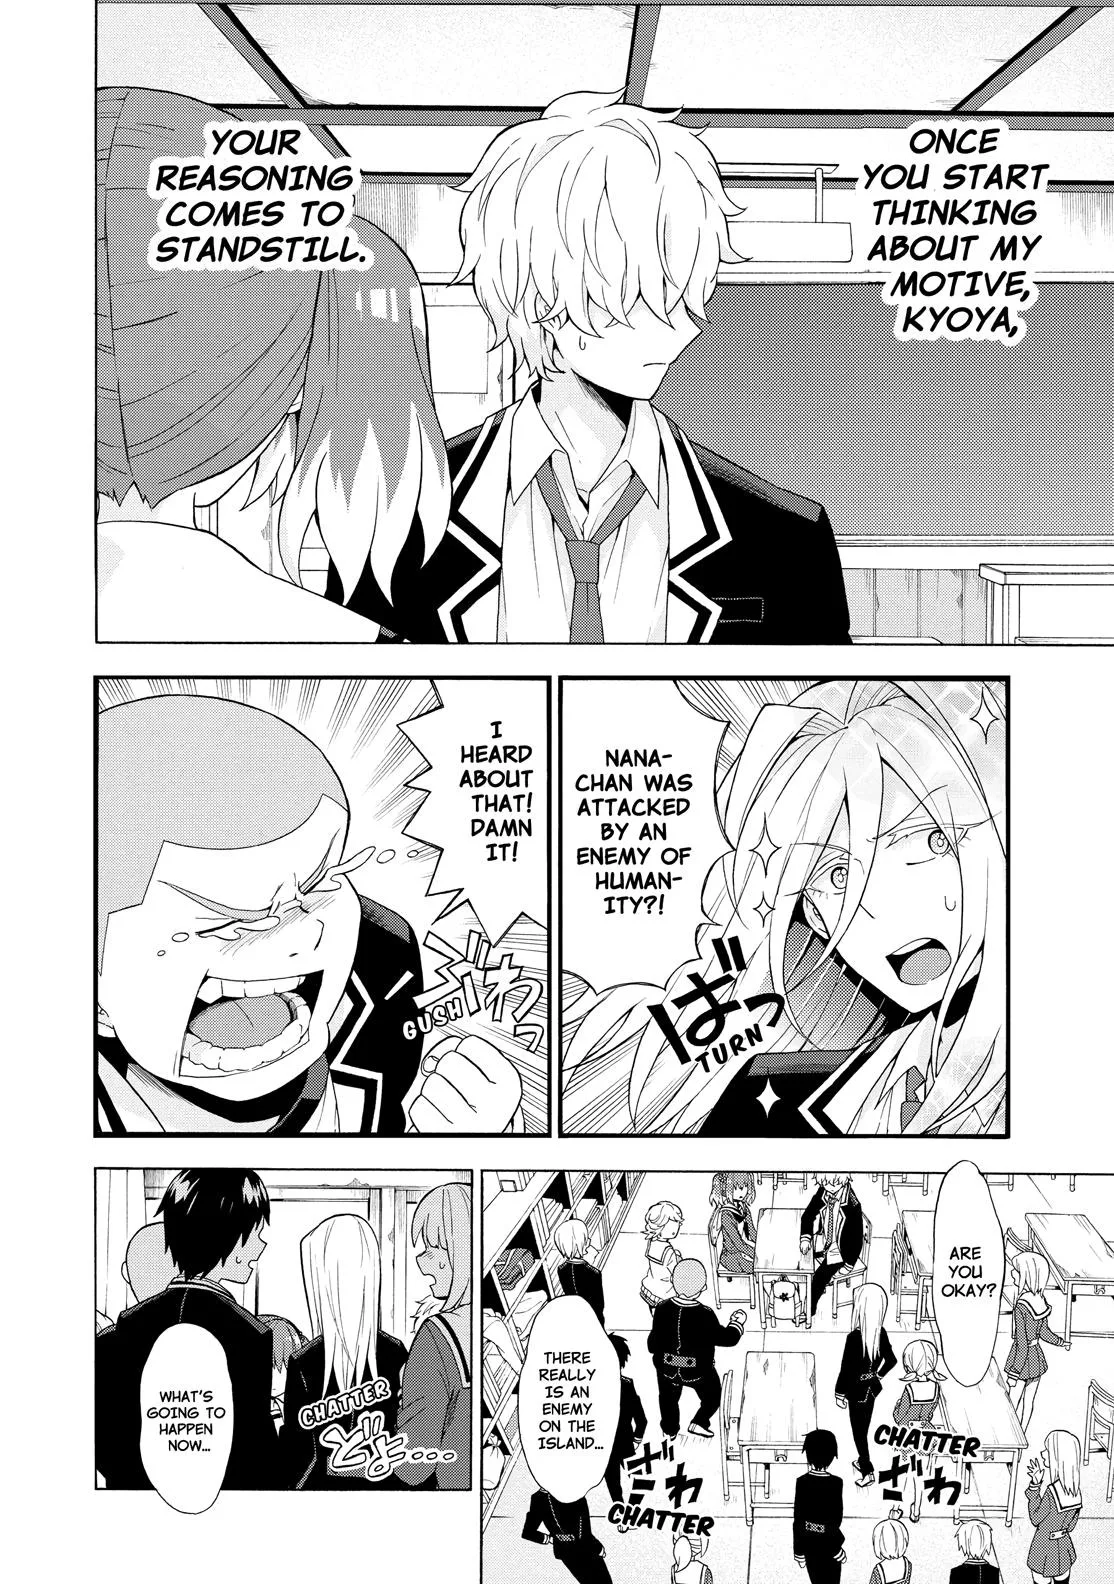 ONCE
YOU START
THINKING
ABOUT MY
MOTIVE,
KYOYA,
YOUR
REASONING
COMES TO
STANDSTILL.
NANA-
CHAN WAS
ATTACKED
BY AN
ENEMY OF
HUMAN-
ITY?!
ばっ
TURN
I
HEARD
ABOUT
THAT!
DAMN
IT!
ぶわっ
GUSH
ARE
YOU
OKAY?
THERE
REALLY
IS AN
ENEMY
ON THE
ISLAND...
CHATTER
ざわ
ざわ
CHATTER
WHAT'S
GOING TO
HAPPEN
NOW...
CHATTER
どよ....